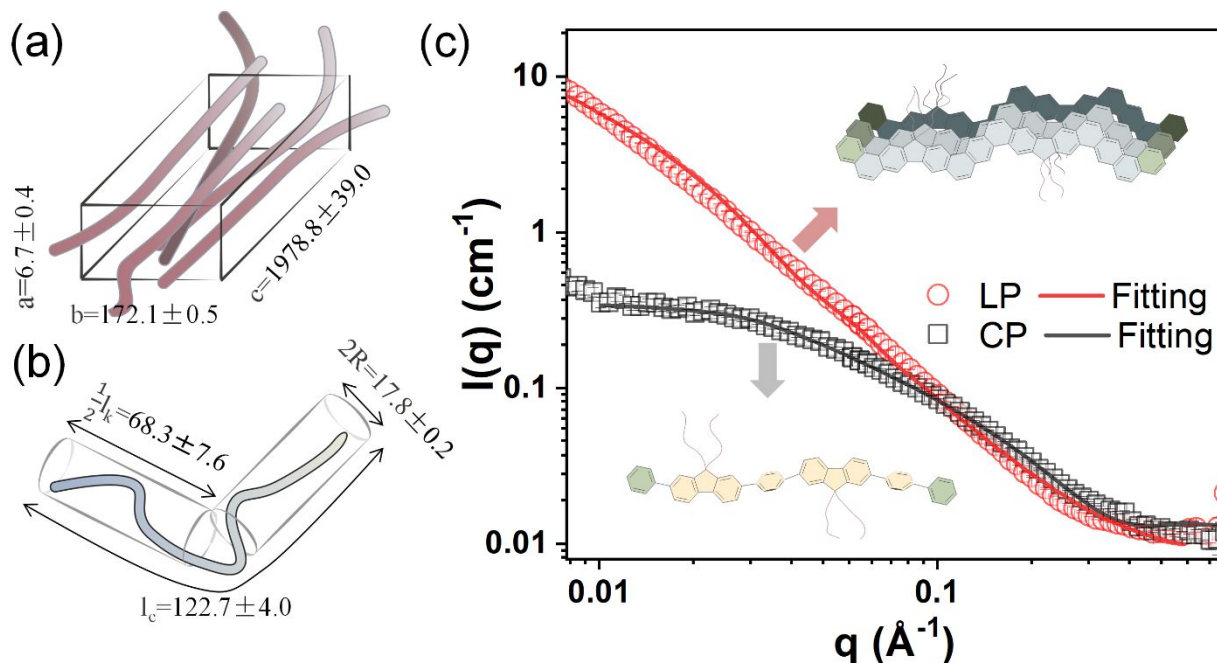 (a)
a=6.7±0.4
b=172.1±0.5
c=1978.8±39.0
(b)
½lₖ=68.3±7.6
2R=17.8±0.2
l_c=122.7±4.0
(c)
I(q) (cm⁻¹)
10
1
0.1
0.01
LP Fitting
CP Fitting
0.01
0.1
q (Å⁻¹)